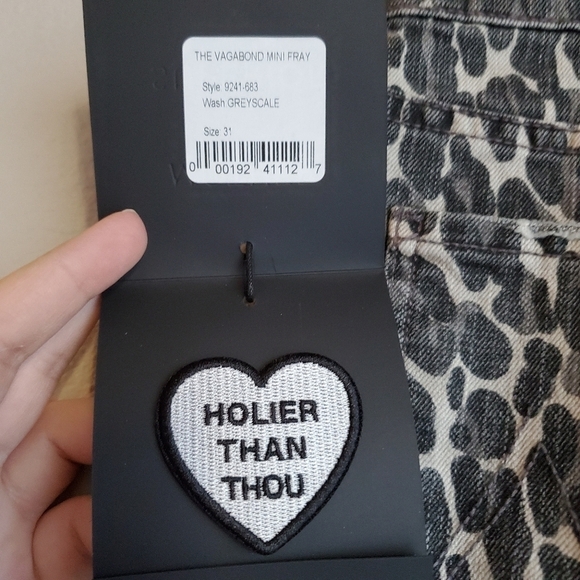 THE VAGABOND MINI FRAY
Style: 9241-683
Wash:GREYSCALE
Size: 31
0 00192 41112 7
HOLIER
THAN
THOU